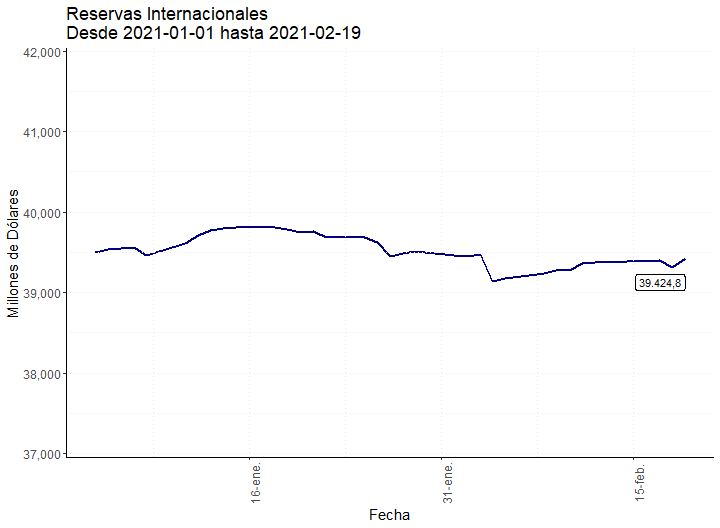 Reservas Internacionales
Desde 2021-01-01 hasta 2021-02-19
42,000
41,000
40,000
39,000
38,000
37,000
Millones de Dólares
39.424,8
16-ene.
31-ene.
15-feb.
Fecha